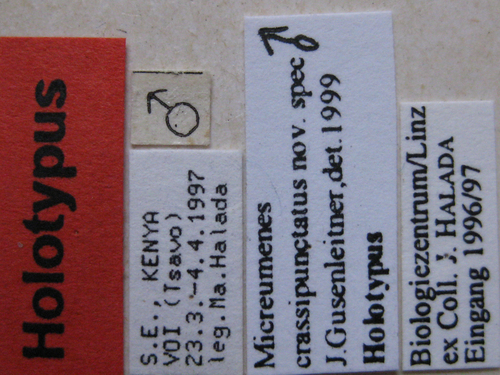 Holotypus
♂
S.E., KENYA
VOI (Tsavo)
23.3.-4.4.1997
leg.Ma.Halada
Micreumenes ♂
crassipunctatus nov. spec
J.Gusenleitner,det.1999
Holotypus
Biologiezentrum/Linz
ex Coll. J. HALADA
Eingang 1996/97